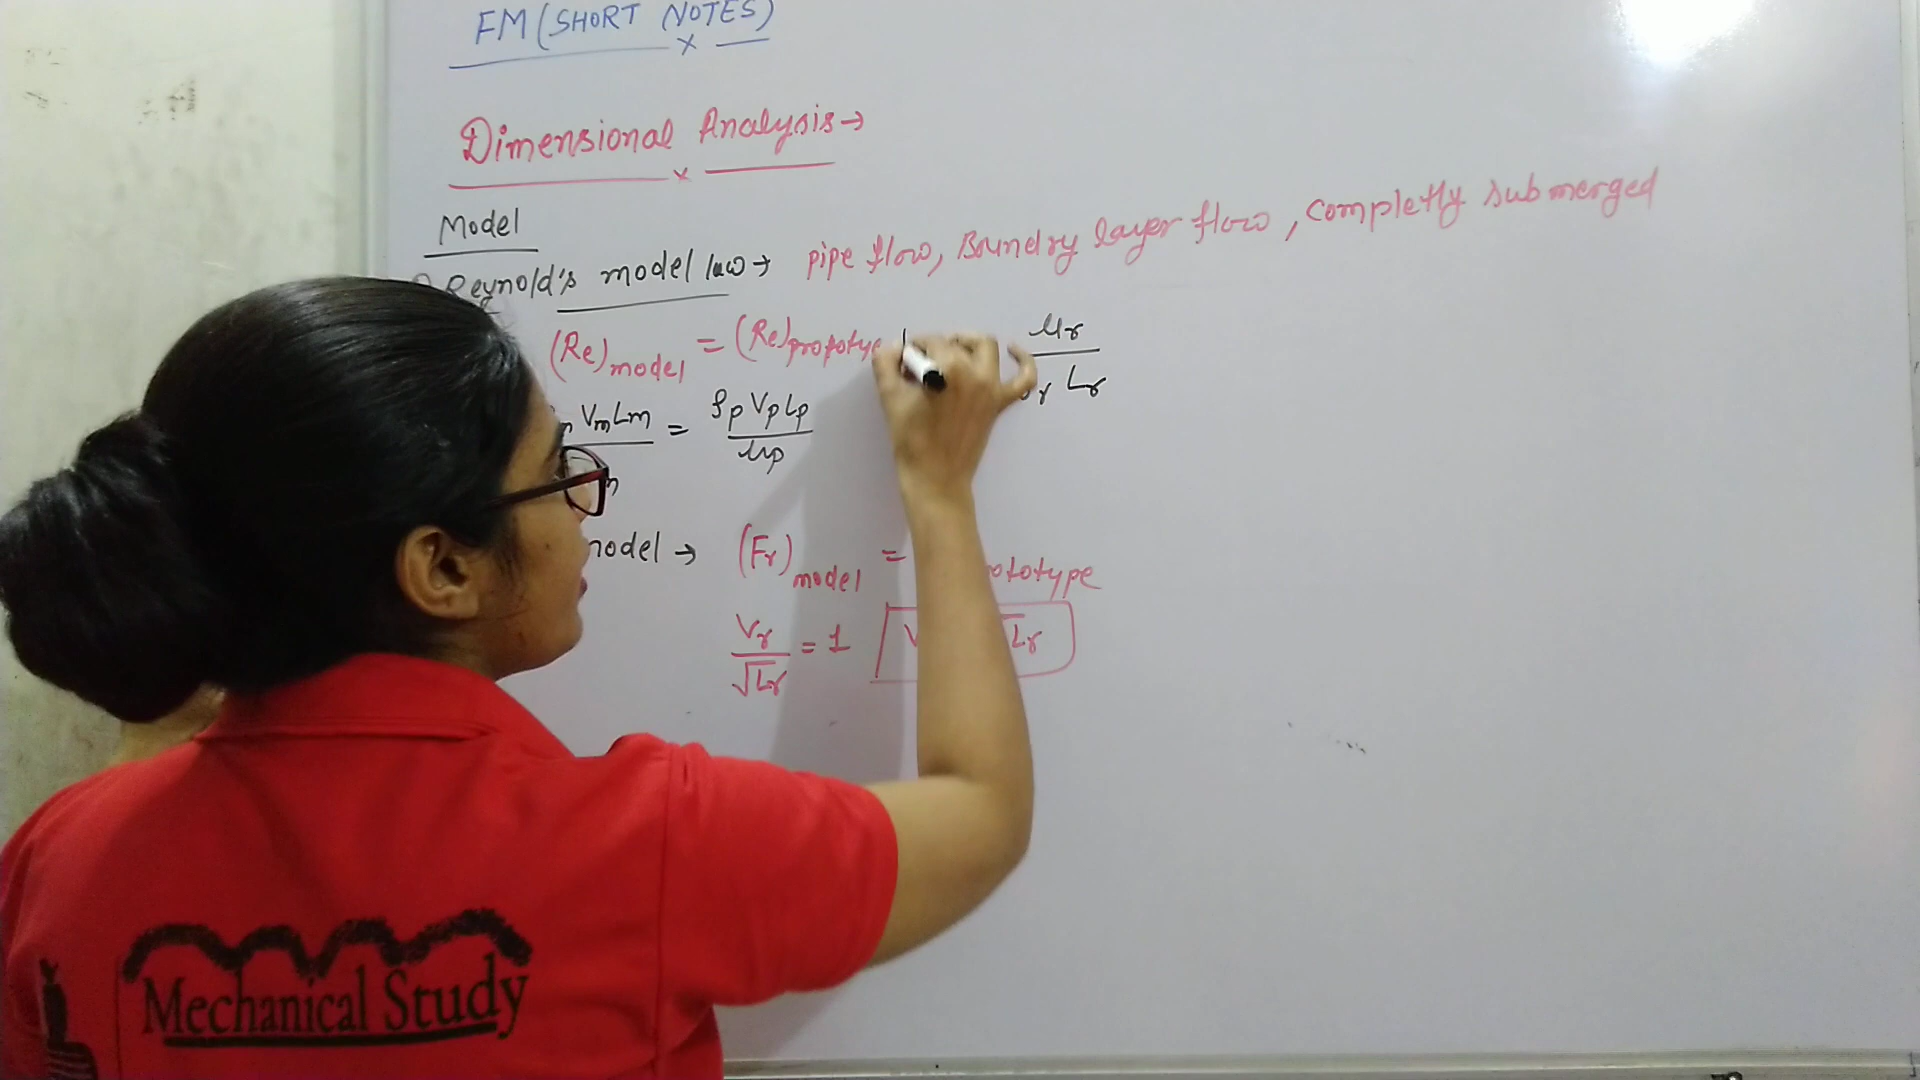 FM (SHORT NOTES)
Dimensional Analysis →
Model
Reynold's model law → pipe flow, Boundry layer flow, completly submerged
(Re)model = (Re)prototype
μr
Lr
VmLm = ρpVpLp
μp
model → (Fr)model =
Vr/√Lr = 1
Lr
Mechanical Study